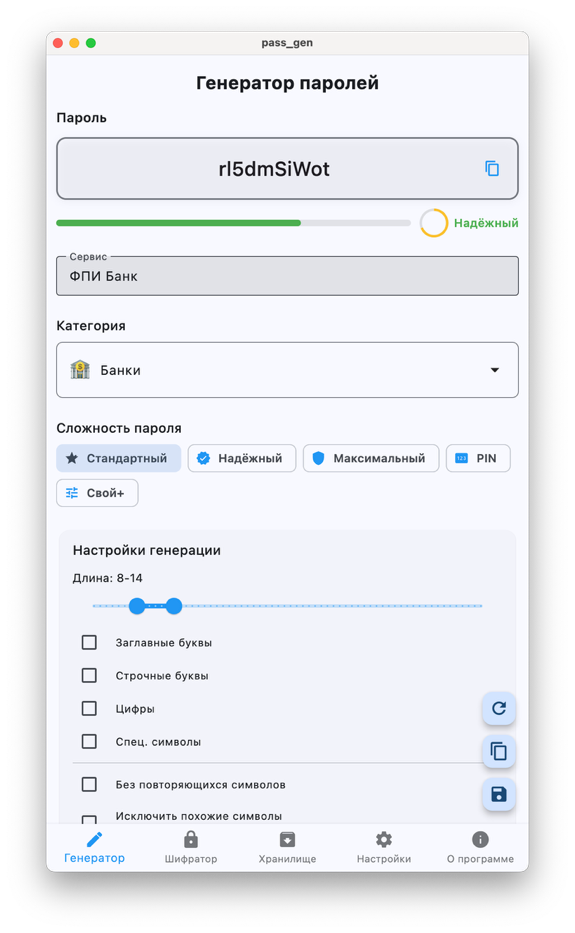 pass_gen
Генератор паролей
Пароль
rl5dmSiWot
Надёжный
Сервис
ФПИ Банк
Категория
Банки
Сложность пароля
Стандартный Надёжный Максимальный 123 PIN
Свой+
Настройки генерации
Длина: 8-14
Заглавные буквы
Строчные буквы
Цифры
Спец. символы
Без повторяющихся символов
Исключить похожие символы
Генератор Шифратор Хранилище Настройки О программе